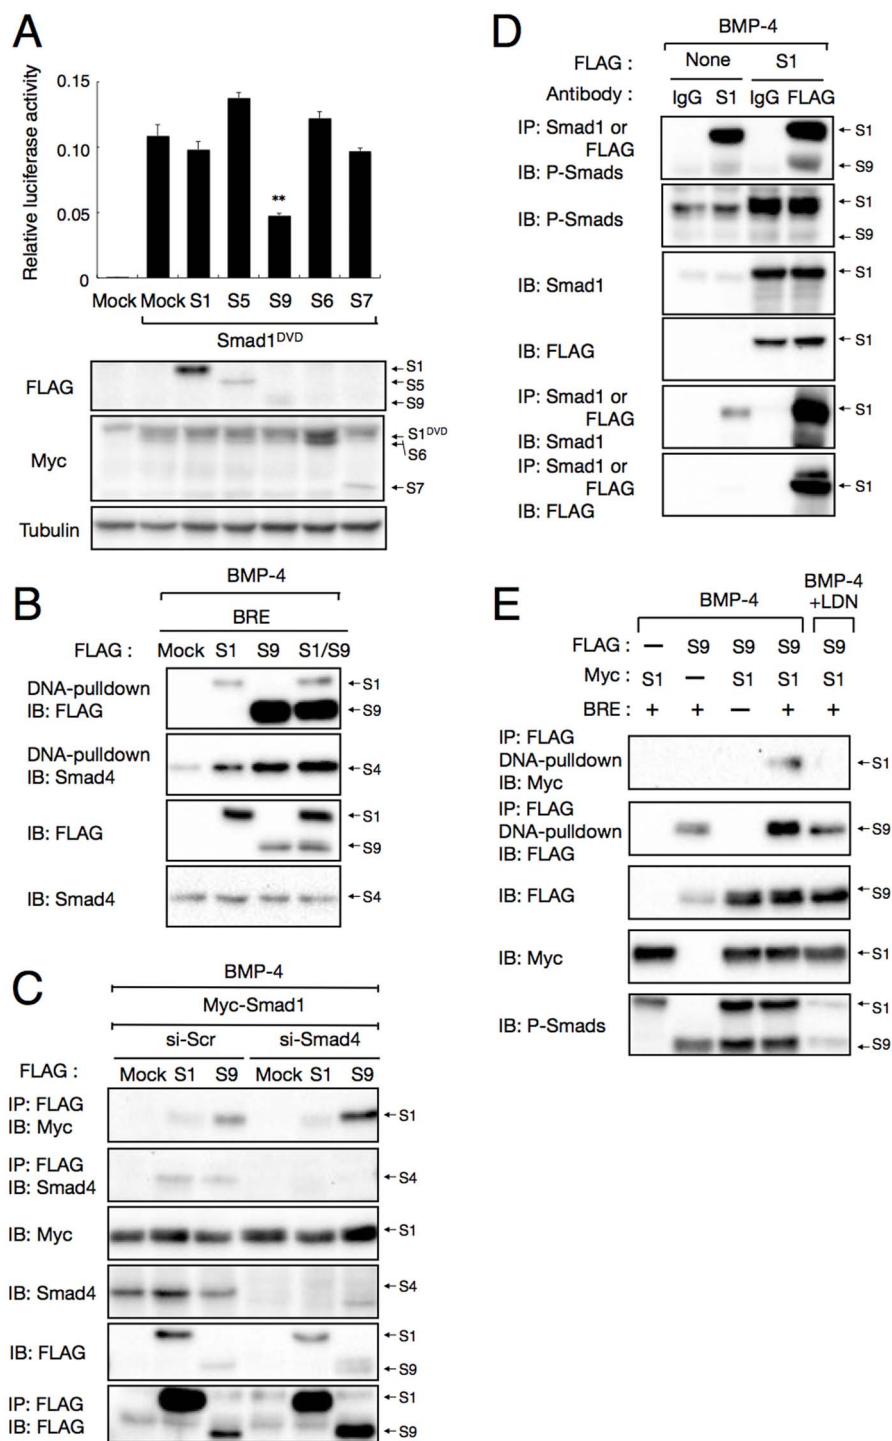 A
Relative luciferase activity
0.15
0.10
0.05
0
**
Mock Mock S1 S5 S9 S6 S7
Smad1DVD
FLAG
S1
S5
S9
Myc
S1DVD
S6
S7
Tubulin
B
BMP-4
BRE
FLAG : Mock S1 S9 S1/S9
DNA-pulldown
IB: FLAG
S1
S9
DNA-pulldown
IB: Smad4
S4
IB: FLAG
S1
S9
IB: Smad4
S4
C
BMP-4
Myc-Smad1
si-Scr si-Smad4
FLAG : Mock S1 S9 Mock S1 S9
IP: FLAG
IB: Myc
S1
IP: FLAG
IB: Smad4
S4
IB: Myc
S1
IB: Smad4
S4
IB: FLAG
S1
S9
IP: FLAG
IB: FLAG
S1
S9
D
BMP-4
FLAG : None S1
Antibody : IgG S1 IgG FLAG
IP: Smad1 or
FLAG
IB: P-Smads
S1
S9
IB: P-Smads
S1
S9
IB: Smad1
S1
IB: FLAG
S1
IP: Smad1 or
FLAG
IB: Smad1
S1
IP: Smad1 or
FLAG
IB: FLAG
S1
E
BMP-4
BMP-4
+LDN
FLAG : — S9 S9 S9 S9
Myc : S1 — S1 S1 S1
BRE : + + — + +
IP: FLAG
DNA-pulldown
IB: Myc
S1
IP: FLAG
DNA-pulldown
IB: FLAG
S9
IB: FLAG
S9
IB: Myc
S1
IB: P-Smads
S1
S9